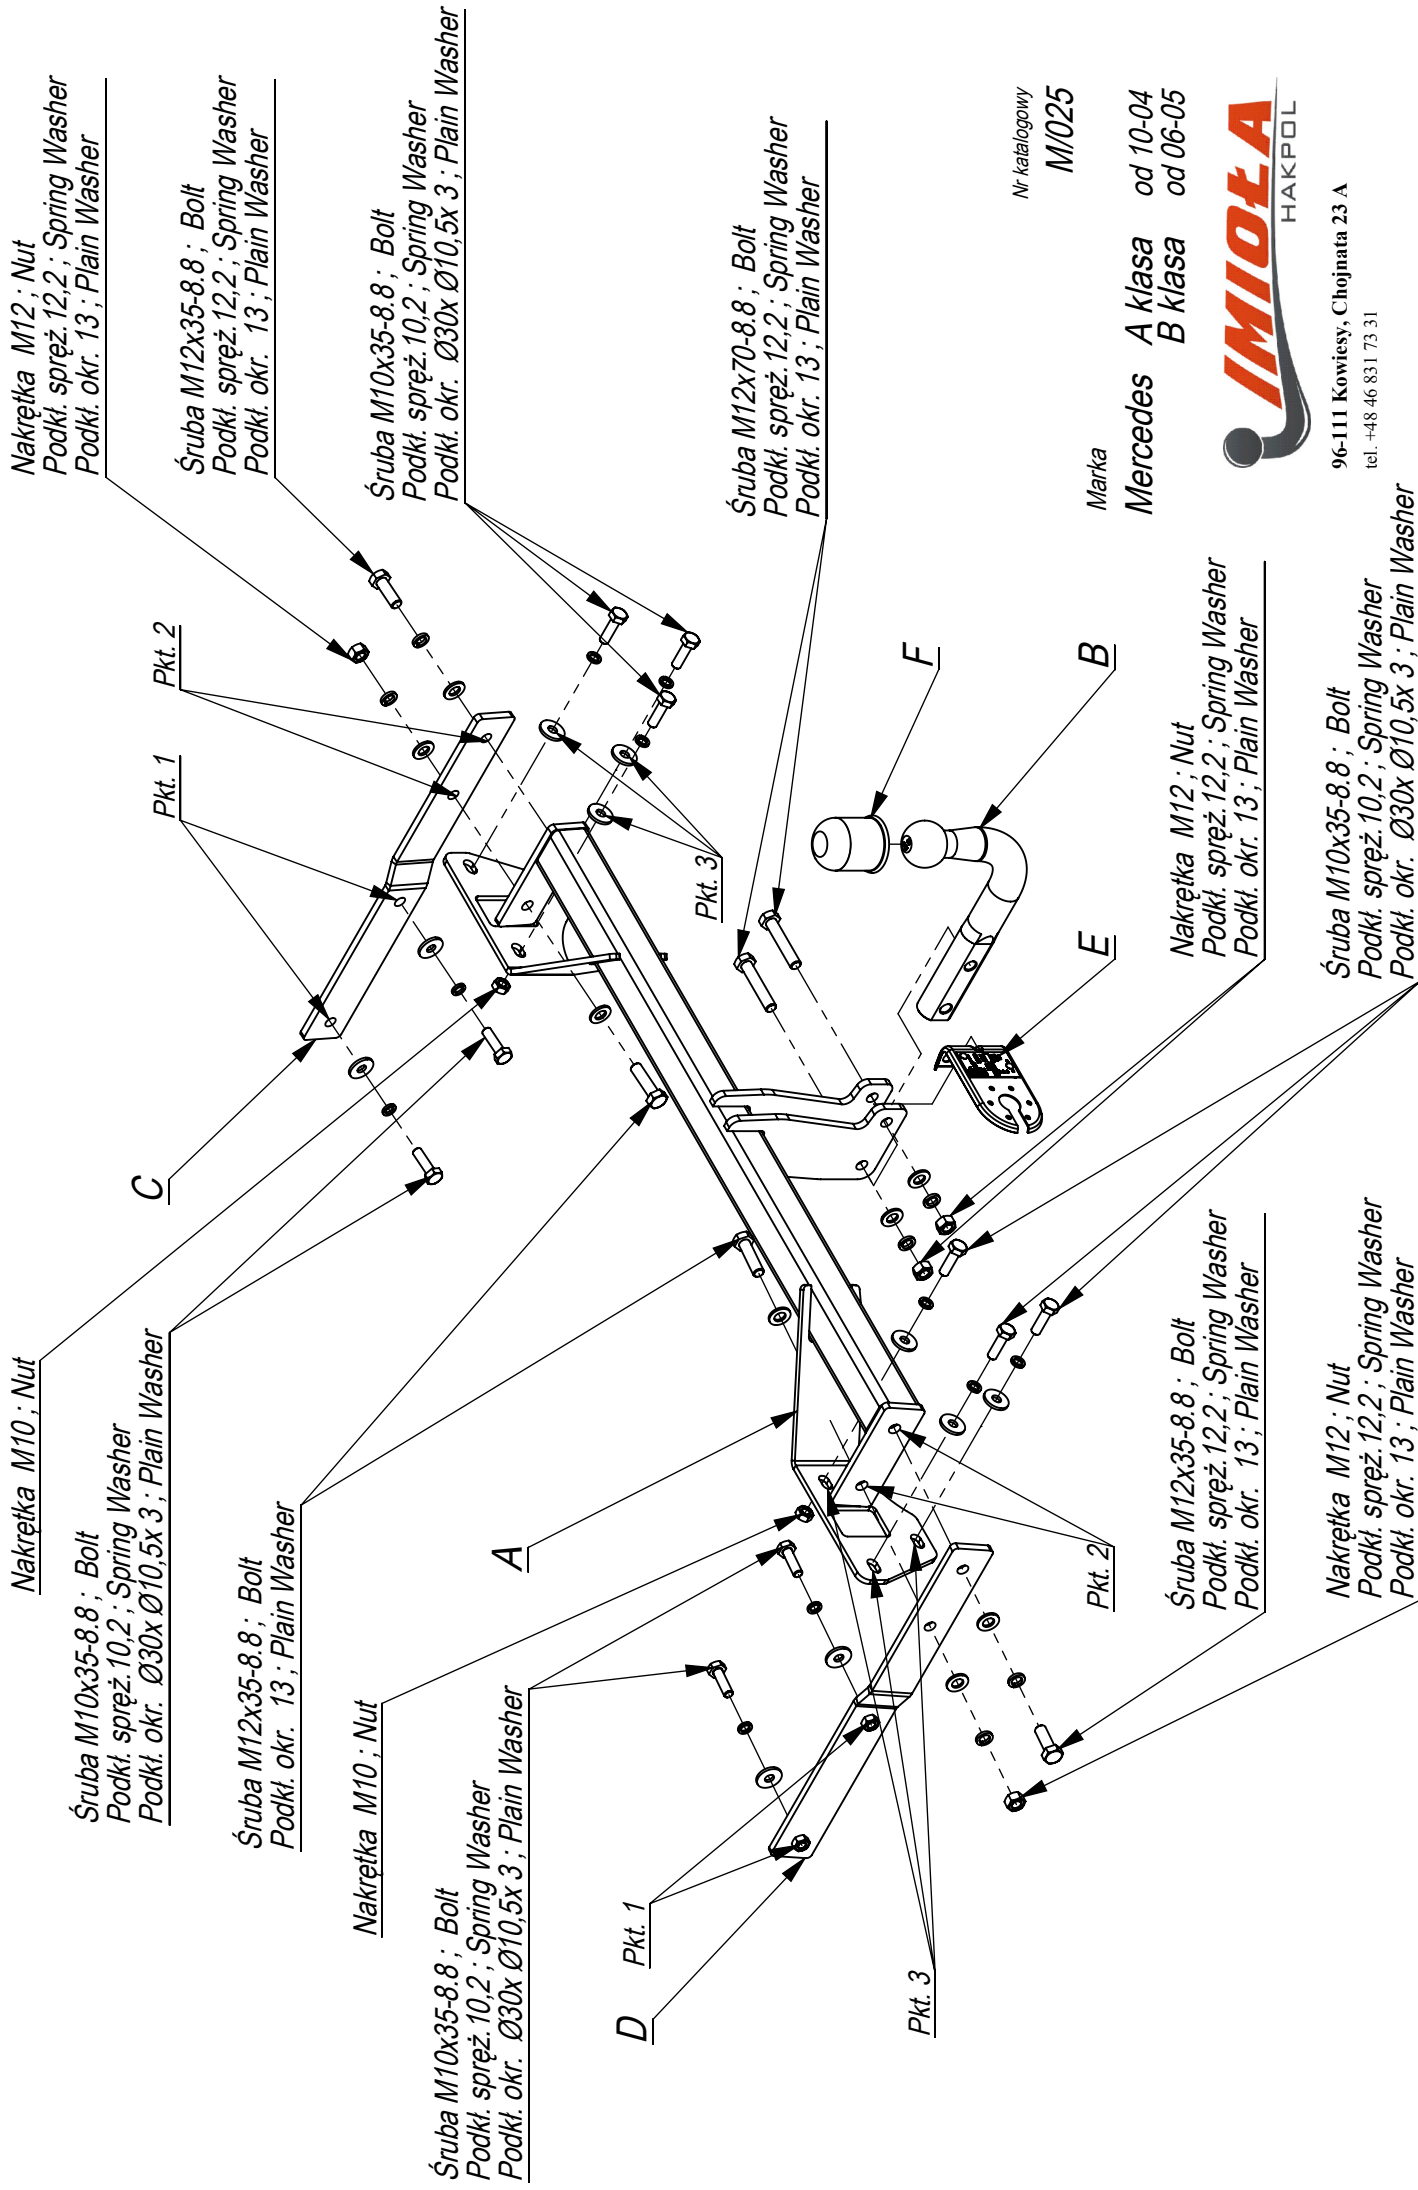 Nakrętka M10 ; Nut
Śruba M10x35-8.8 ; Bolt
Podkł. spręż.10,2 ; Spring Washer
Podkł. okr. Ø30x Ø10,5x 3 ; Plain Washer
Śruba M12x35-8.8 ; Bolt
Podkł. okr. 13 ; Plain Washer
Nakrętka M10 ; Nut
Śruba M10x35-8.8 ; Bolt
Podkł. spręż.10,2 ; Spring Washer
Podkł. okr. Ø30x Ø10,5x 3 ; Plain Washer
Nakrętka M12 ; Nut
Podkł. spręż.12,2 ; Spring Washer
Podkł. okr. 13 ; Plain Washer
Śruba M12x35-8.8 ; Bolt
Podkł. spręż.12,2 ; Spring Washer
Podkł. okr. 13 ; Plain Washer
Śruba M10x35-8.8 ; Bolt
Podkł. spręż.10,2 ; Spring Washer
Podkł. okr. Ø30x Ø10,5x 3 ; Plain Washer
Śruba M12x70-8.8 ; Bolt
Podkł. spręż.12,2 ; Spring Washer
Podkł. okr. 13 ; Plain Washer
C
Pkt. 1
Pkt. 2
A
Pkt. 3
D
Pkt. 1
Pkt. 3
Pkt. 2
F
B
E
Nakrętka M12 ; Nut
Podkł. spręż.12,2 ; Spring Washer
Podkł. okr. 13 ; Plain Washer
Śruba M10x35-8.8 ; Bolt
Podkł. spręż.10,2 ; Spring Washer
Podkł. okr. Ø30x Ø10,5x 3 ; Plain Washer
Śruba M12x35-8.8 ; Bolt
Podkł. spręż.12,2 ; Spring Washer
Podkł. okr. 13 ; Plain Washer
Nakrętka M12 ; Nut
Podkł. spręż.12,2 ; Spring Washer
Podkł. okr. 13 ; Plain Washer
Nr katalogowy
M/025
Marka
Mercedes A klasa od 10-04
B klasa od 06-05
IMIOŁA
HAKPOL
96-111 Kowiesy, Chojnata 23 A
tel. +48 46 831 73 31